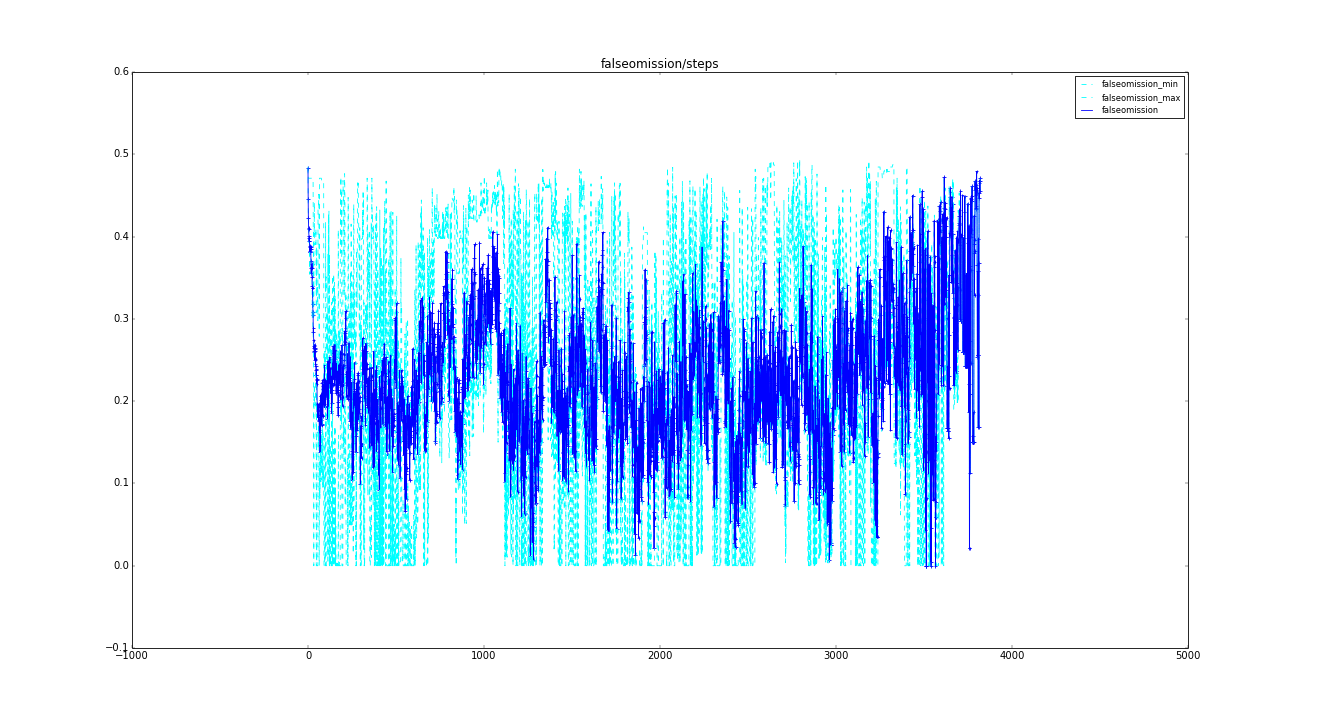 falseomission/steps
0.6
falseomission_min
falseomission_max
falseomission
0.5
0.4
0.3
0.2
0.1
0.0
−0.1
−1000 0 1000 2000 3000 4000 5000